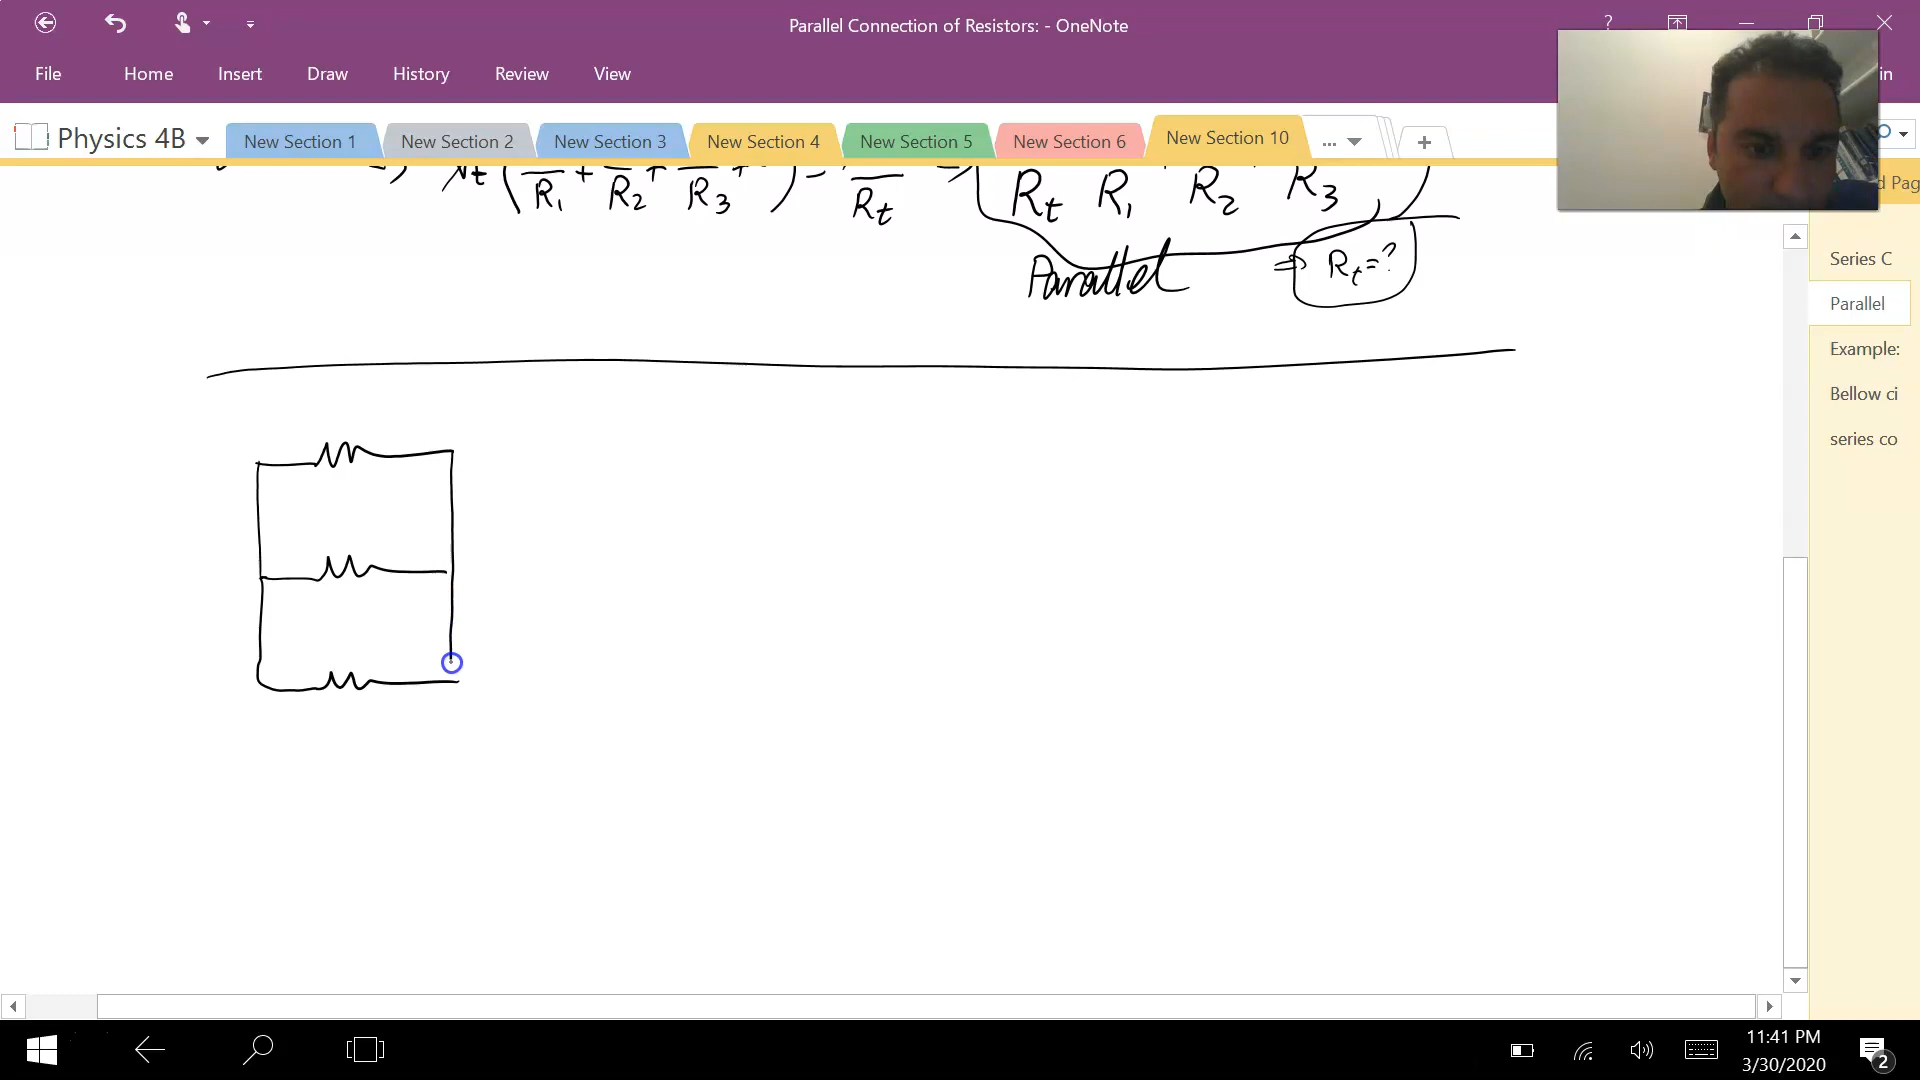 Parallel Connection of Resistors: - OneNote
?
File Home Insert Draw History Review View
in
Physics 4B New Section 1 New Section 2 New Section 3 New Section 4 New Section 5 New Section 6 New Section 10 ... +
d Pag
R1 + R2 + R3 + Rt ⇒ Rt R1 R2 R3
Parallel ⇒ Rt=?
Series C
Parallel
Example:
Bellow ci
series co
11:41 PM
3/30/2020
2